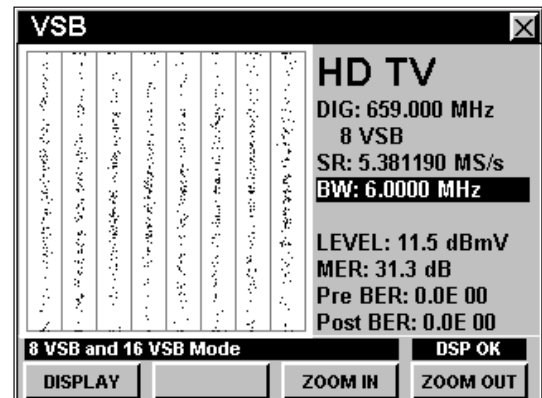 VSB
HD TV
DIG: 659.000 MHz
8 VSB
SR: 5.381190 MS/s
BW: 6.0000 MHz
LEVEL: 11.5 dBmV
MER: 31.3 dB
Pre BER: 0.0E 00
Post BER: 0.0E 00
8 VSB and 16 VSB Mode DSP OK
DISPLAY ZOOM IN ZOOM OUT